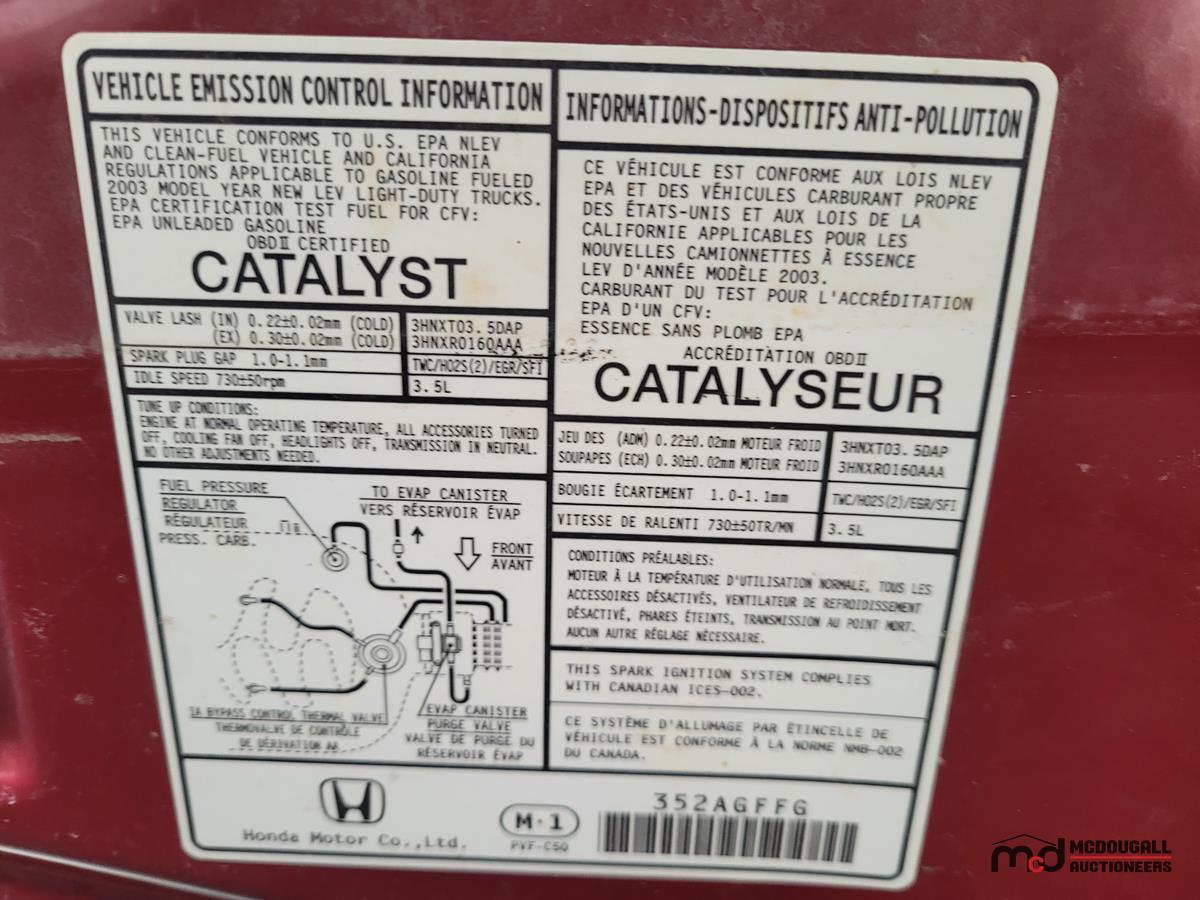 VEHICLE EMISSION CONTROL INFORMATION
THIS VEHICLE CONFORMS TO U.S. EPA NLEV
AND CLEAN-FUEL VEHICLE AND CALIFORNIA
REGULATIONS APPLICABLE TO GASOLINE FUELED
2003 MODEL YEAR NEW LEV LIGHT-DUTY TRUCKS.
EPA CERTIFICATION TEST FUEL FOR CFV:
EPA UNLEADED GASOLINE
OBDⅡ CERTIFIED
CATALYST
VALVE LASH (IN) 0.22±0.02mm (COLD)
(EX) 0.30±0.02mm (COLD)
3HNXT03.5DAP
3HNXR0160AAA
SPARK PLUG GAP 1.0-1.1mm
TWC/HO2S(2)/EGR/SFI
IDLE SPEED 730±50rpm
3.5L
TUNE UP CONDITIONS:
ENGINE AT NORMAL OPERATING TEMPERATURE, ALL ACCESSORIES TURNED
OFF, COOLING FAN OFF, HEADLIGHTS OFF, TRANSMISSION IN NEUTRAL.
NO OTHER ADJUSTMENTS NEEDED.
FUEL PRESSURE
REGULATOR
RÉGULATEUR
PRESS. CARB.
TO EVAP CANISTER
VERS RÉSERVOIR ÉVAP
FRONT
AVANT
IA BYPASS CONTROL THERMAL VALVE
THERMOVALVE DE CONTRÔLE
DE DÉRIVATION AA
EVAP CANISTER
PURGE VALVE
VALVE DE PURGE DU
RÉSERVOIR ÉVAP
INFORMATIONS-DISPOSITIFS ANTI-POLLUTION
CE VÉHICULE EST CONFORME AUX LOIS NLEV
EPA ET DES VÉHICULES CARBURANT PROPRE
DES ÉTATS-UNIS ET AUX LOIS DE LA
CALIFORNIE APPLICABLES POUR LES
NOUVELLES CAMIONNETTES À ESSENCE
LEV D'ANNÉE MODÈLE 2003.
CARBURANT DU TEST POUR L'ACCRÉDITATION
EPA D'UN CFV:
ESSENCE SANS PLOMB EPA
ACCRÉDITATION OBDⅡ
CATALYSEUR
JEU DES (ADM) 0.22±0.02mm MOTEUR FROID
SOUPAPES (ECH) 0.30±0.02mm MOTEUR FROID
3HNXT03.5DAP
3HNXR0160AAA
BOUGIE ÉCARTEMENT 1.0-1.1mm
TWC/HO2S(2)/EGR/SFI
VITESSE DE RALENTI 730±50TR/MN
3.5L
CONDITIONS PRÉALABLES:
MOTEUR À LA TEMPÉRATURE D'UTILISATION NORMALE, TOUS LES
ACCESSOIRES DÉSACTIVÉS, VENTILATEUR DE REFROIDISSEMENT
DÉSACTIVÉ, PHARES ÉTEINTS, TRANSMISSION AU POINT MORT.
AUCUN AUTRE RÉGLAGE NÉCESSAIRE.
THIS SPARK IGNITION SYSTEM COMPLIES
WITH CANADIAN ICES-002.
CE SYSTÈME D'ALLUMAGE PAR ÉTINCELLE DE
VÉHICULE EST CONFORME À LA NORME NMB-002
DU CANADA.
Honda Motor Co.,Ltd.
M·1
PVF-C50
352AGFFG
mcd MCDOUGALL
AUCTIONEERS